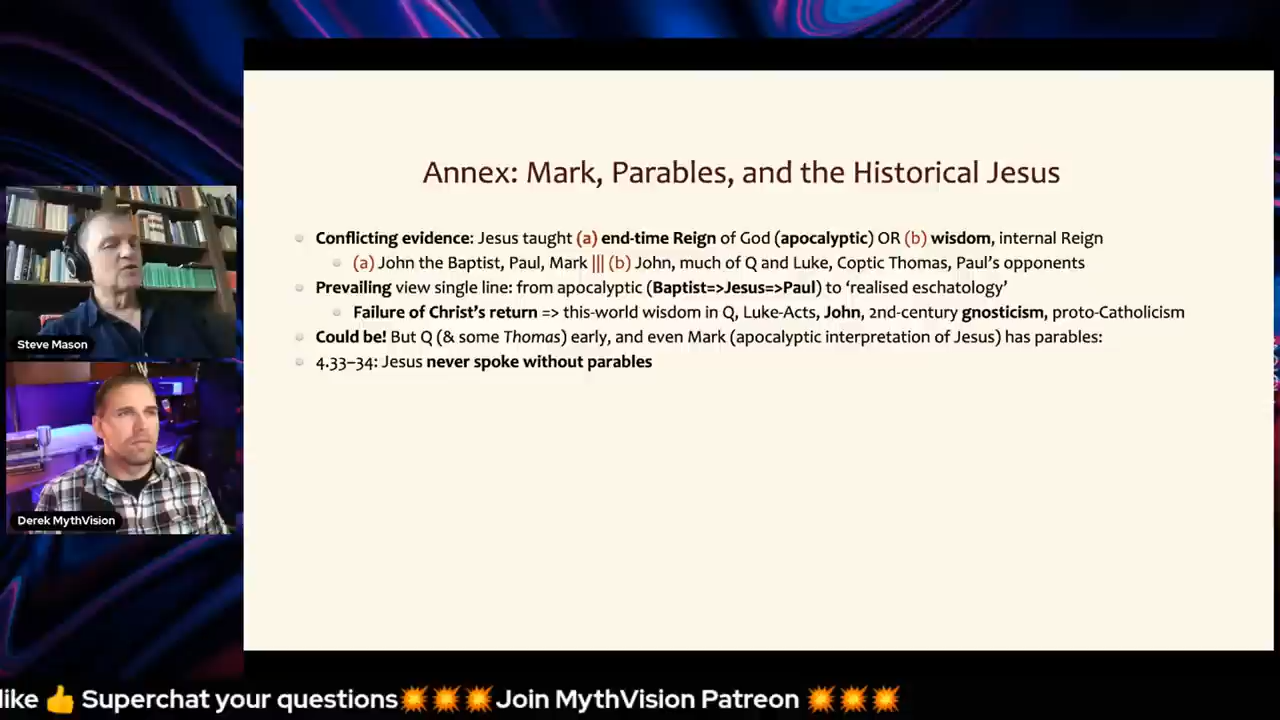 Annex: Mark, Parables, and the Historical Jesus
Conflicting evidence: Jesus taught (a) end-time Reign of God (apocalyptic) OR (b) wisdom, internal Reign
(a) John the Baptist, Paul, Mark ||| (b) John, much of Q and Luke, Coptic Thomas, Paul's opponents
Prevailing view single line: from apocalyptic (Baptist=>Jesus=>Paul) to ‘realised eschatology’
Failure of Christ's return => this-world wisdom in Q, Luke-Acts, John, 2nd-century gnosticism, proto-Catholicism
Could be! But Q (& some Thomas) early, and even Mark (apocalyptic interpretation of Jesus) has parables:
4.33–34: Jesus never spoke without parables
Steve Mason
Derek MythVision
like 👍 Superchat your questions💥💥💥Join MythVision Patreon 💥💥💥